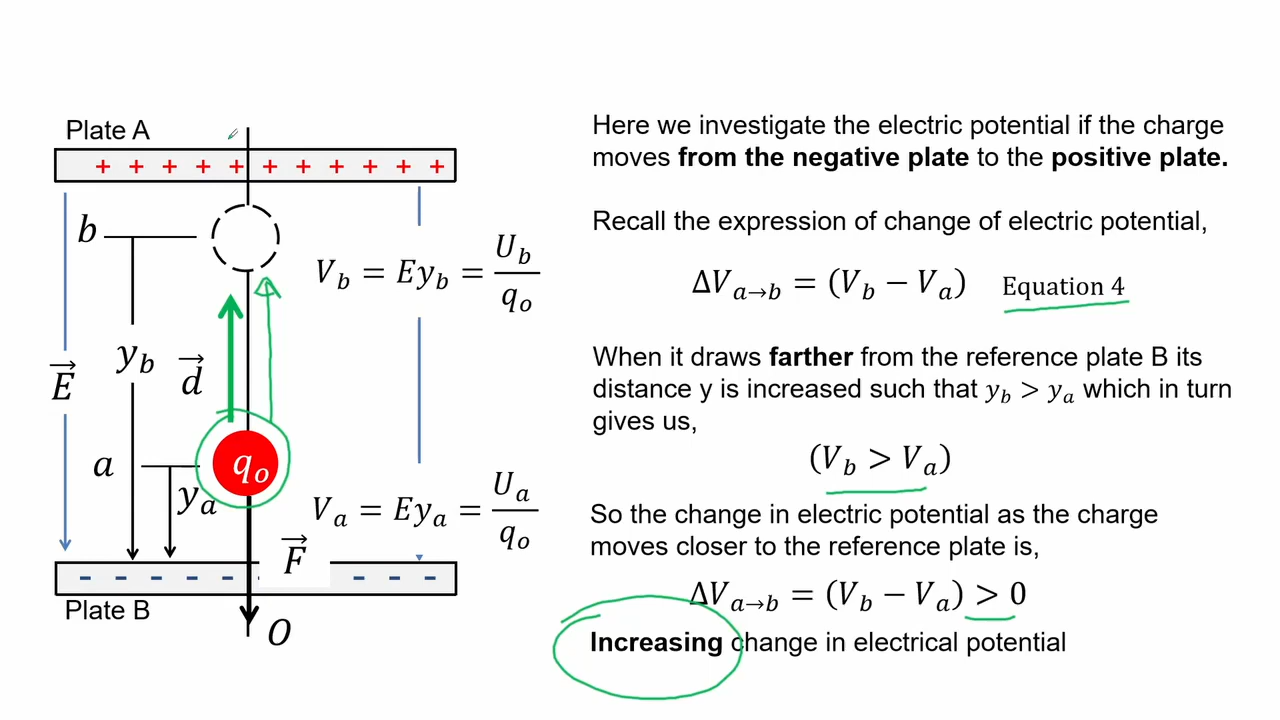 Plate A
+ + + + + + + + + + +
b
V_b = Ey_b = U_b/q_o
y_b
d⃗
E⃗
a
q_o
y_a
V_a = Ey_a = U_a/q_o
F⃗
- - - - - - - - -
Plate B
O
Here we investigate the electric potential if the charge
moves from the negative plate to the positive plate.
Recall the expression of change of electric potential,
ΔV_{a→b} = (V_b − V_a) Equation 4
When it draws farther from the reference plate B its
distance y is increased such that y_b > y_a which in turn
gives us,
(V_b > V_a)
So the change in electric potential as the charge
moves closer to the reference plate is,
ΔV_{a→b} = (V_b − V_a) > 0
Increasing change in electrical potential